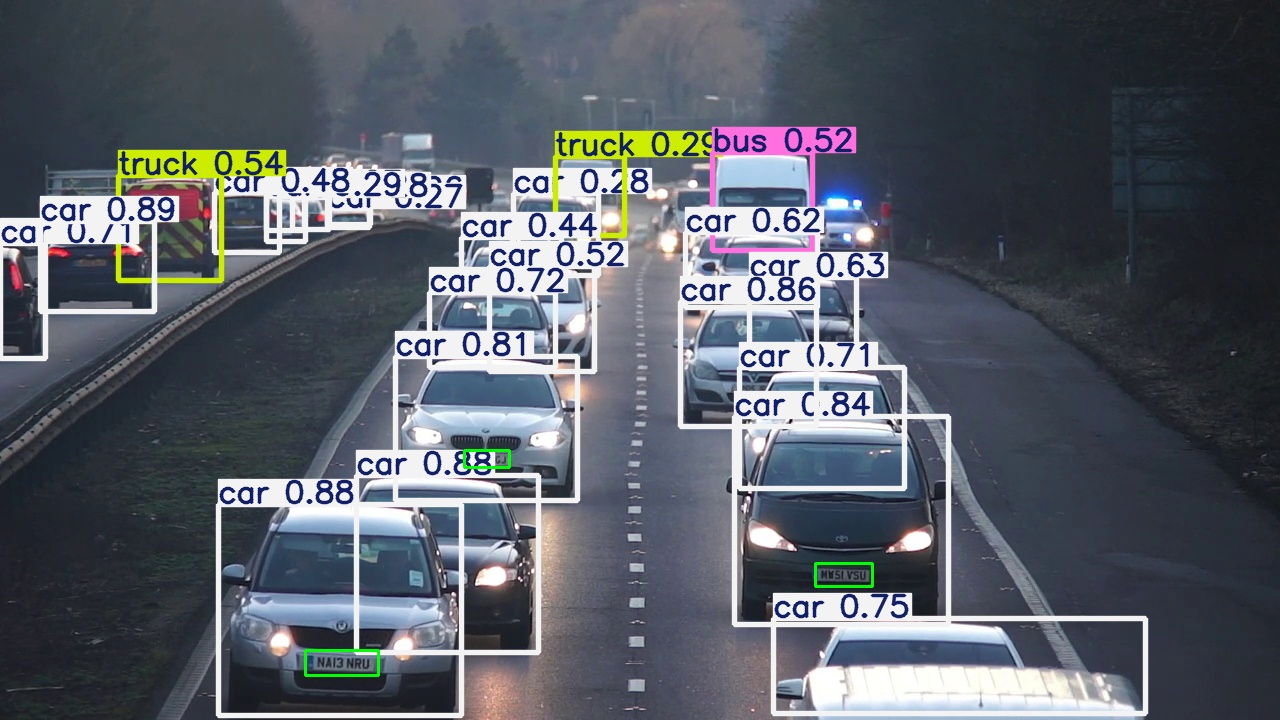 bus 0.52
truck 0.29
truck 0.54
car 0.48
car 0.28
car 0.89
car 0.71
car 0.62
car 0.44
car 0.52
car 0.63
car 0.72
car 0.86
car 0.81
car 0.71
car 0.84
car 0.88
car 0.88
MW51 VSU
car 0.75
NA13 NRU